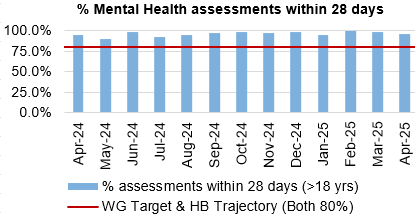 % Mental Health assessments within 28 days
100.0%
75.0%
50.0%
25.0%
0.0%
Apr-24
May-24
Jun-24
Jul-24
Aug-24
Sep-24
Oct-24
Nov-24
Dec-24
Jan-25
Feb-25
Mar-25
Apr-25
% assessments within 28 days (>18 yrs)
WG Target & HB Trajectory (Both 80%)